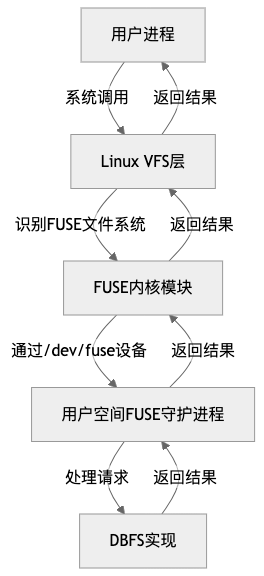 用户进程
系统调用
返回结果
Linux VFS层
识别FUSE文件系统
返回结果
FUSE内核模块
通过/dev/fuse设备
返回结果
用户空间FUSE守护进程
处理请求
返回结果
DBFS实现